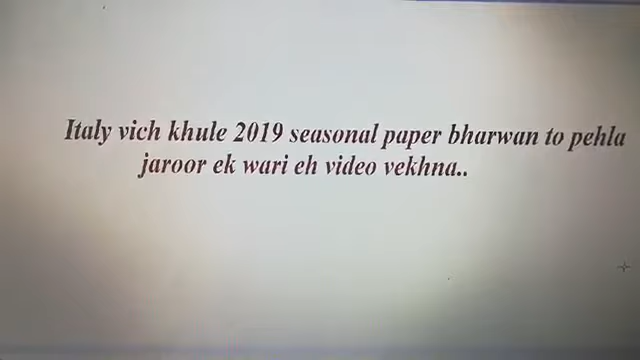 Italy vich khule 2019 seasonal paper bharwan to pehla
jaroor ek wari eh video vekhna..